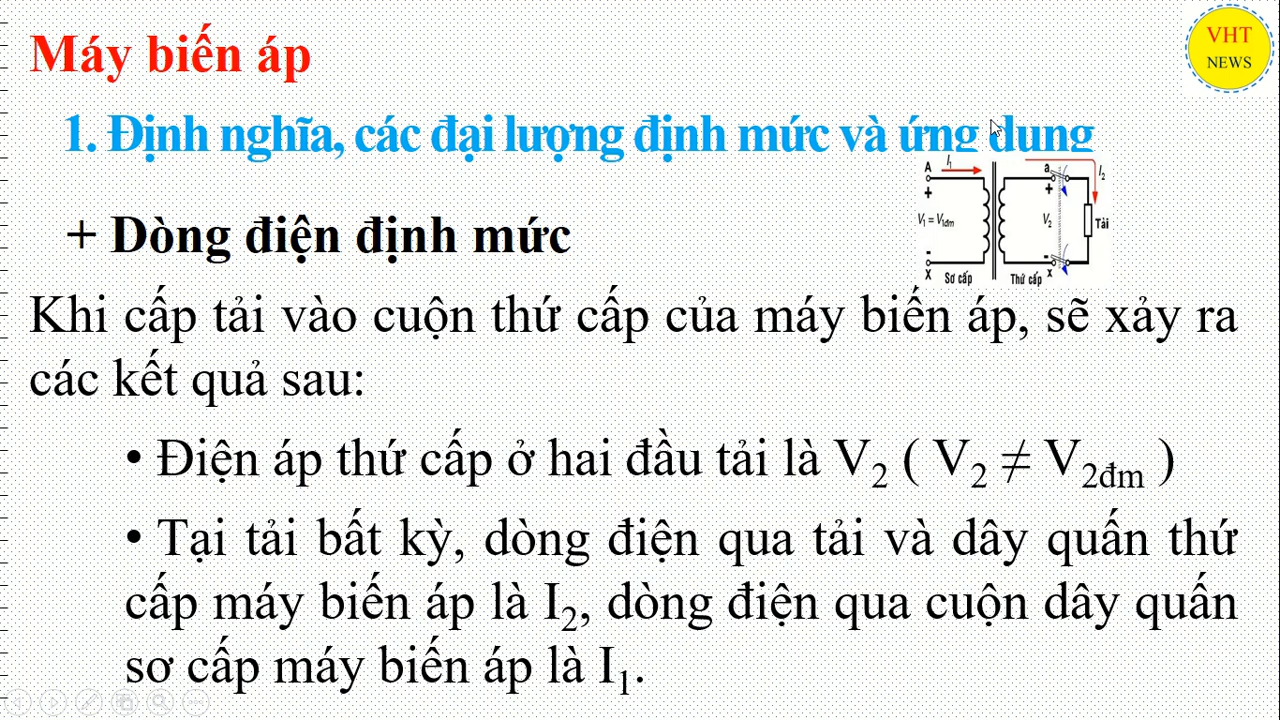 Máy biến áp
VHT
NEWS
1. Định nghĩa, các đại lượng định mức và ứng dụng
A
I₁
a
I₂
+ Dòng điện định mức
+
+
V₁ = V₁đm
V₂
Tải
-
-
X
Sơ cấp
Thứ cấp
x
Khi cấp tải vào cuộn thứ cấp của máy biến áp, sẽ xảy ra
các kết quả sau:
• Điện áp thứ cấp ở hai đầu tải là V₂ ( V₂ ≠ V₂đm )
• Tại tải bất kỳ, dòng điện qua tải và dây quấn thứ
cấp máy biến áp là I₂, dòng điện qua cuộn dây quấn
sơ cấp máy biến áp là I₁.